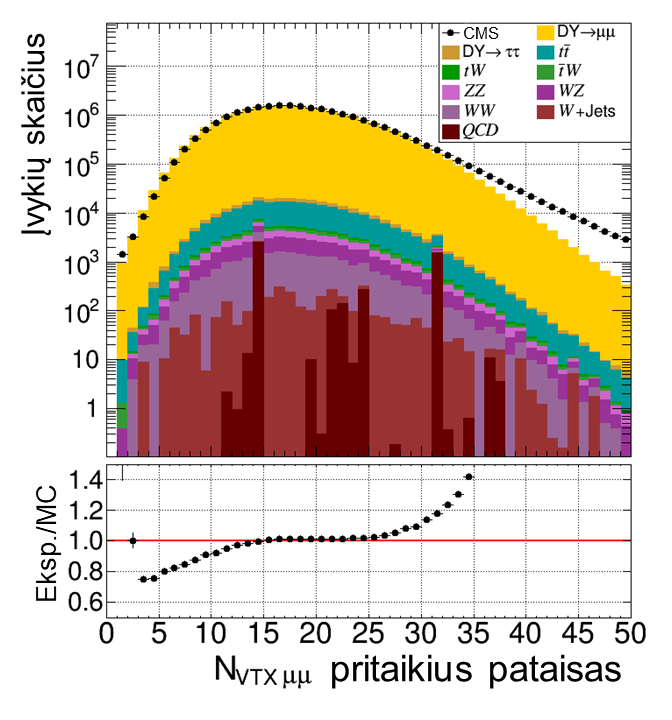 CMS DY→μμ
DY→ ττ tt̄
tW t̄W
ZZ WZ
WW W+Jets
QCD
Įvykių skaičius
10⁷
10⁶
10⁵
10⁴
10³
10²
10
1
Eksp./MC
1.4
1.2
1.0
0.8
0.6
0 5 10 15 20 25 30 35 40 45 50
N_VTX μμ pritaikius pataisas